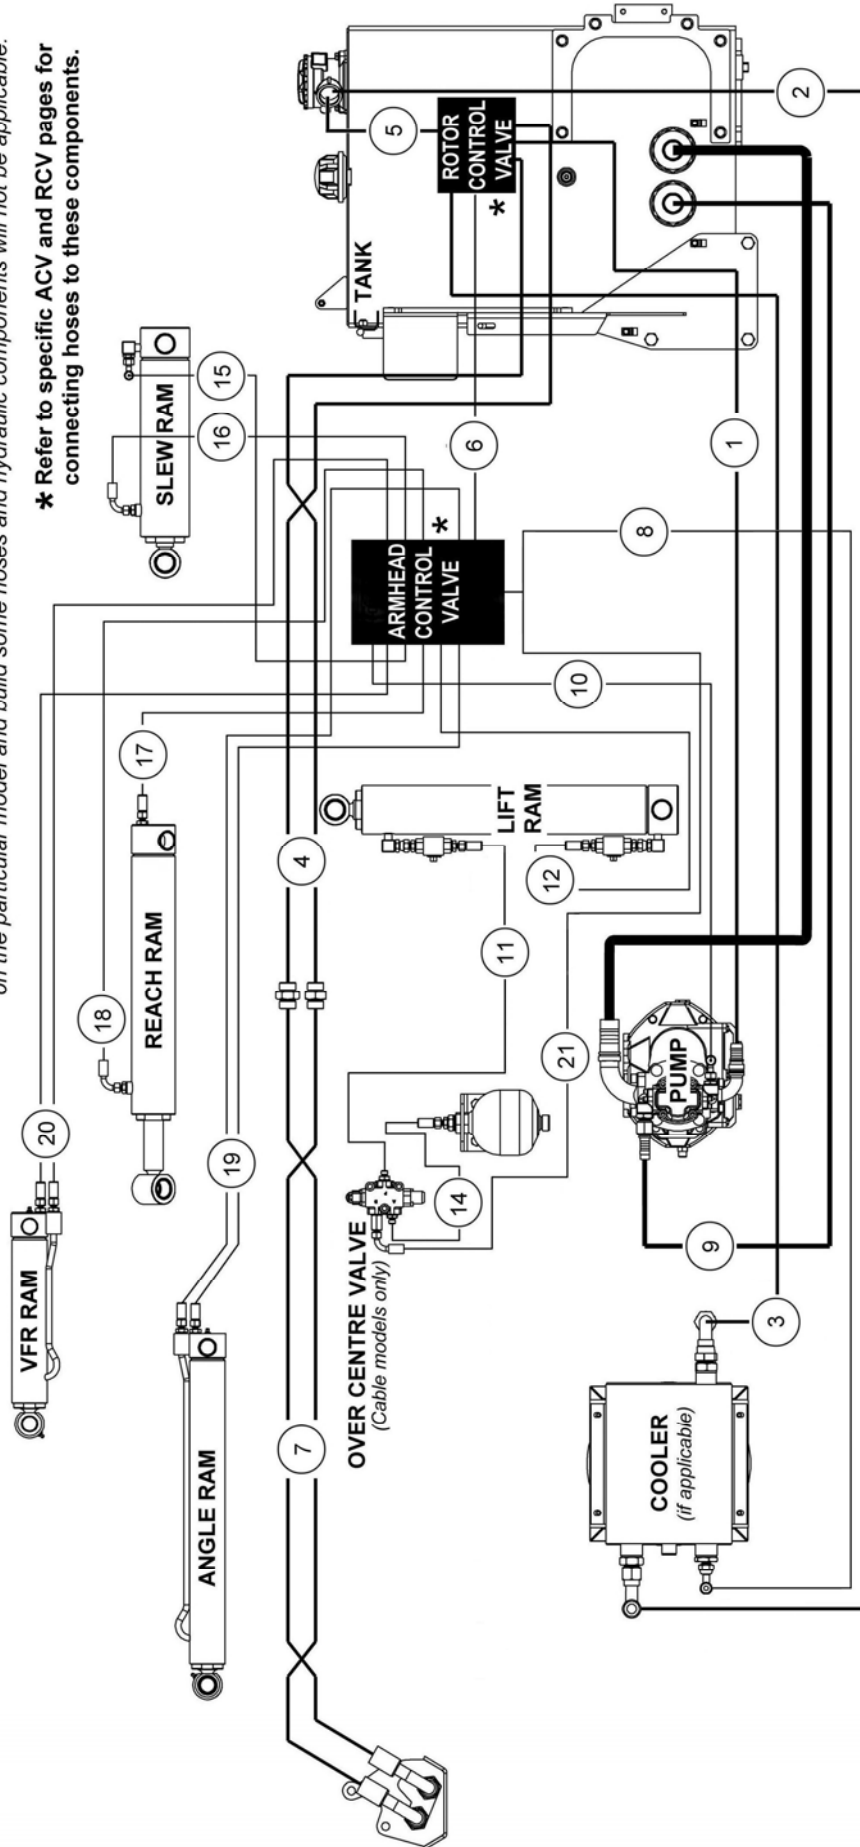 on the particular model and build some hoses and hydraulic components will not be applicable.
* Refer to specific ACV and RCV pages for
connecting hoses to these components.
VFR RAM
20
18
REACH RAM
17
16
15
SLEW RAM
ANGLE RAM
19
7
4
TANK
5
ROTOR
CONTROL
VALVE
*
2
ARMHEAD
CONTROL
VALVE
*
6
OVER CENTRE VALVE
(Cable models only)
14
11
LIFT
RAM
12
10
21
8
1
PUMP
9
COOLER
(if applicable)
3